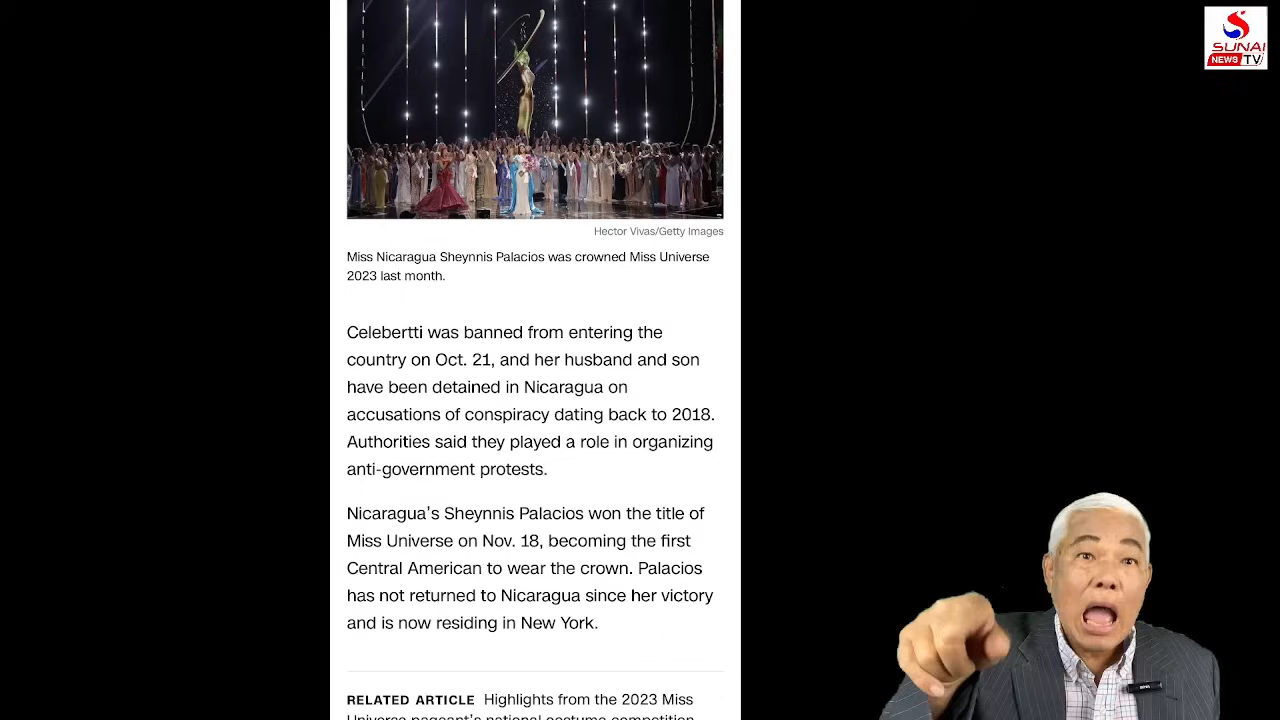 SUNAI
NEWS TV
Hector Vivas/Getty Images
Miss Nicaragua Sheynnis Palacios was crowned Miss Universe
2023 last month.
Celebertti was banned from entering the
country on Oct. 21, and her husband and son
have been detained in Nicaragua on
accusations of conspiracy dating back to 2018.
Authorities said they played a role in organizing
anti-government protests.
Nicaragua's Sheynnis Palacios won the title of
Miss Universe on Nov. 18, becoming the first
Central American to wear the crown. Palacios
has not returned to Nicaragua since her victory
and is now residing in New York.
RELATED ARTICLE Highlights from the 2023 Miss
Universe pageant's national costume competition